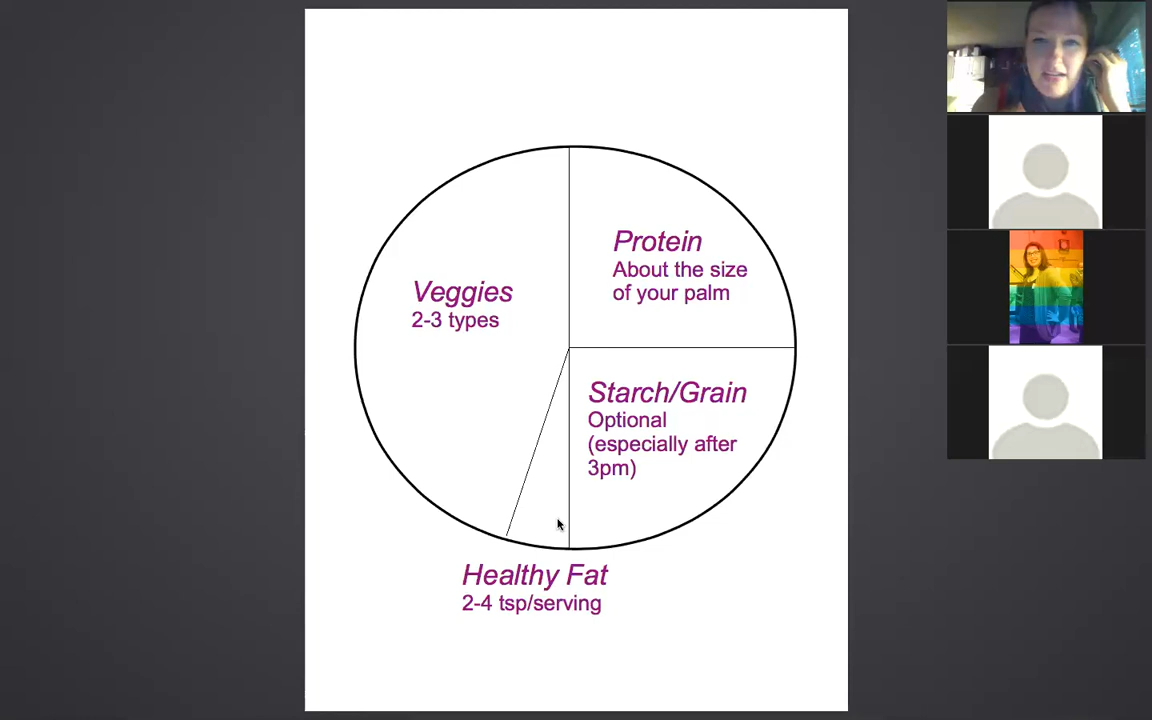 Protein
About the size
of your palm
Veggies
2-3 types
Starch/Grain
Optional
(especially after
3pm)
Healthy Fat
2-4 tsp/serving